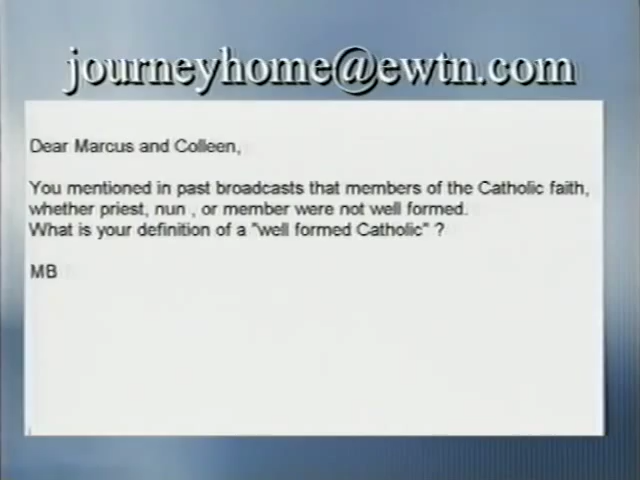 journeyhome@ewtn.com
Dear Marcus and Colleen,
You mentioned in past broadcasts that members of the Catholic faith,
whether priest, nun , or member were not well formed.
What is your definition of a "well formed Catholic" ?
MB